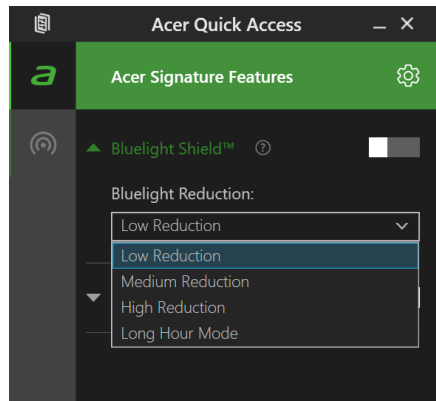 Acer Quick Access
a
Acer Signature Features
Bluelight Shield™ ?
Bluelight Reduction:
Low Reduction
Low Reduction
Medium Reduction
High Reduction
Long Hour Mode